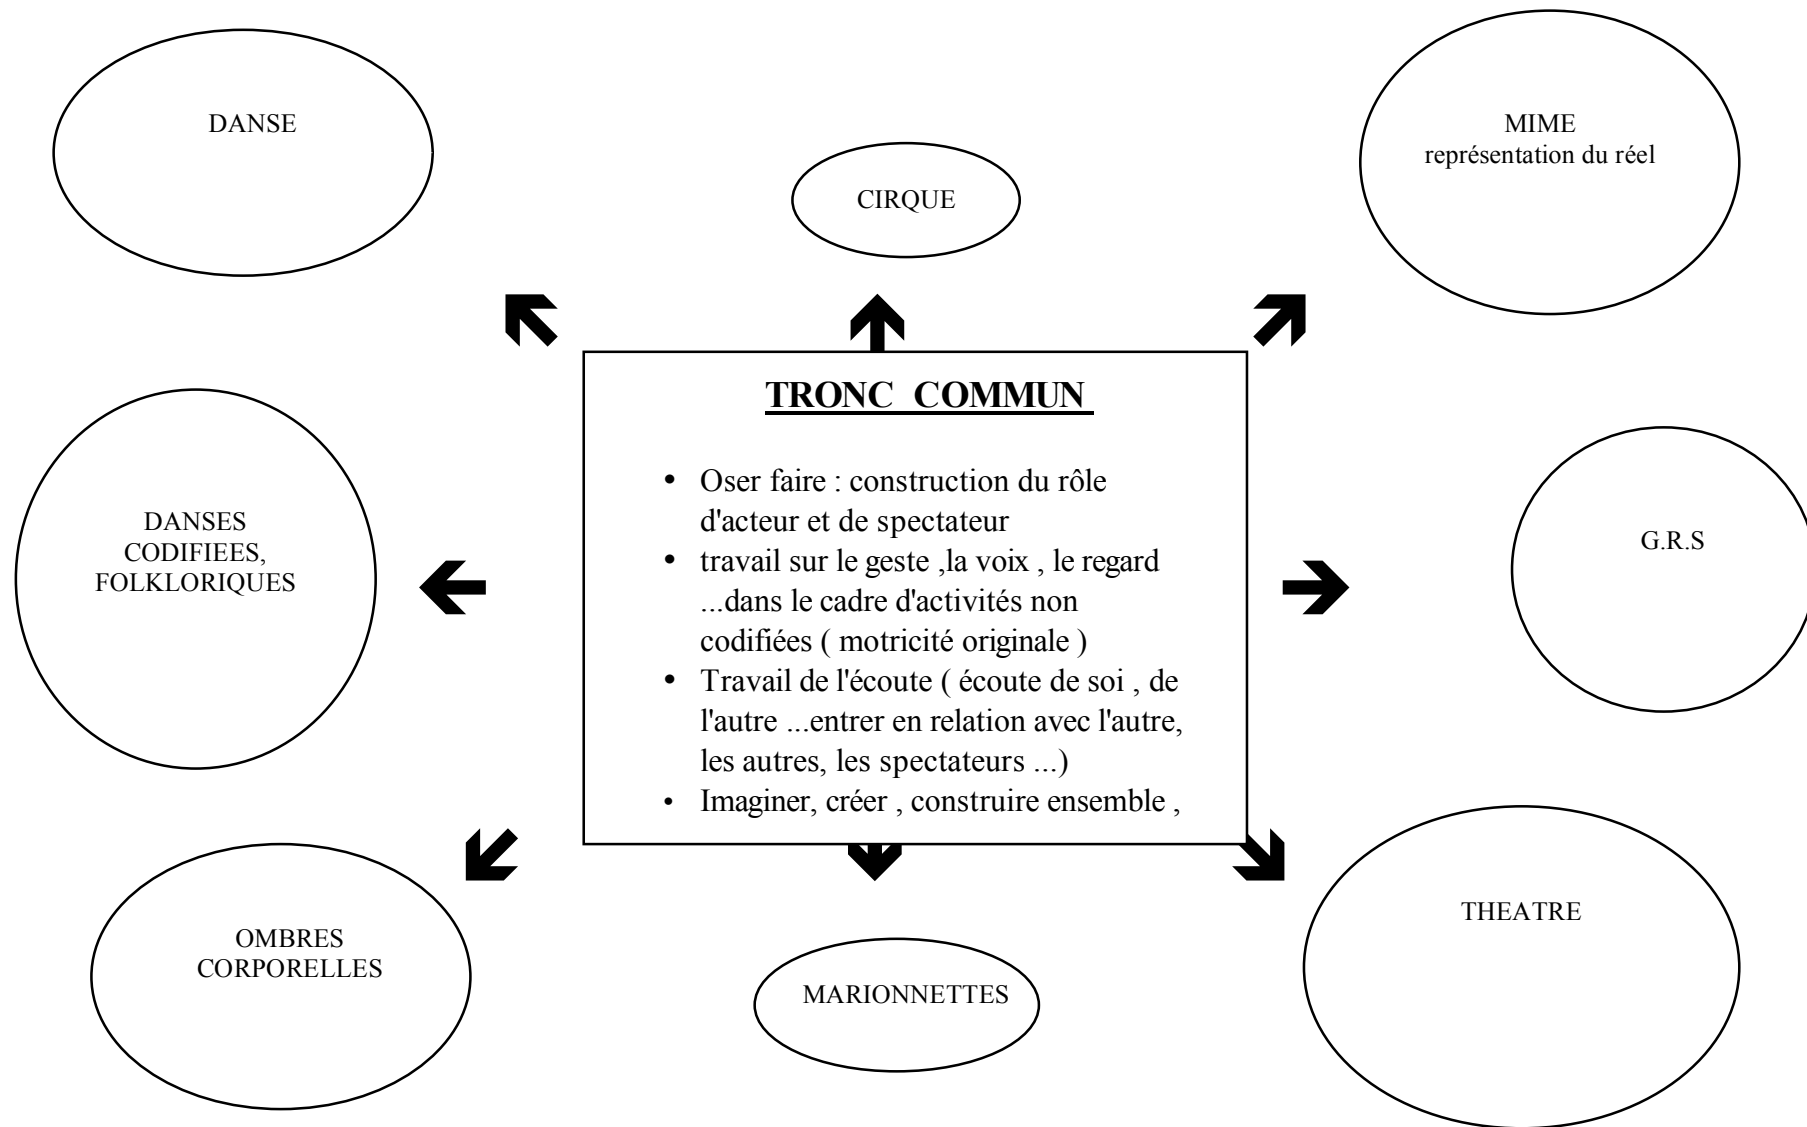 DANSE
MIME
représentation du réel
CIRQUE
TRONC COMMUN
• Oser faire : construction du rôle
d'acteur et de spectateur
• travail sur le geste ,la voix , le regard
...dans le cadre d'activités non
codifiées ( motricité originale )
• Travail de l'écoute ( écoute de soi , de
l'autre ...entrer en relation avec l'autre,
les autres, les spectateurs ...)
• Imaginer, créer , construire ensemble ,
DANSES
CODIFIEES,
FOLKLORIQUES
G.R.S
OMBRES
CORPORELLES
MARIONNETTES
THEATRE